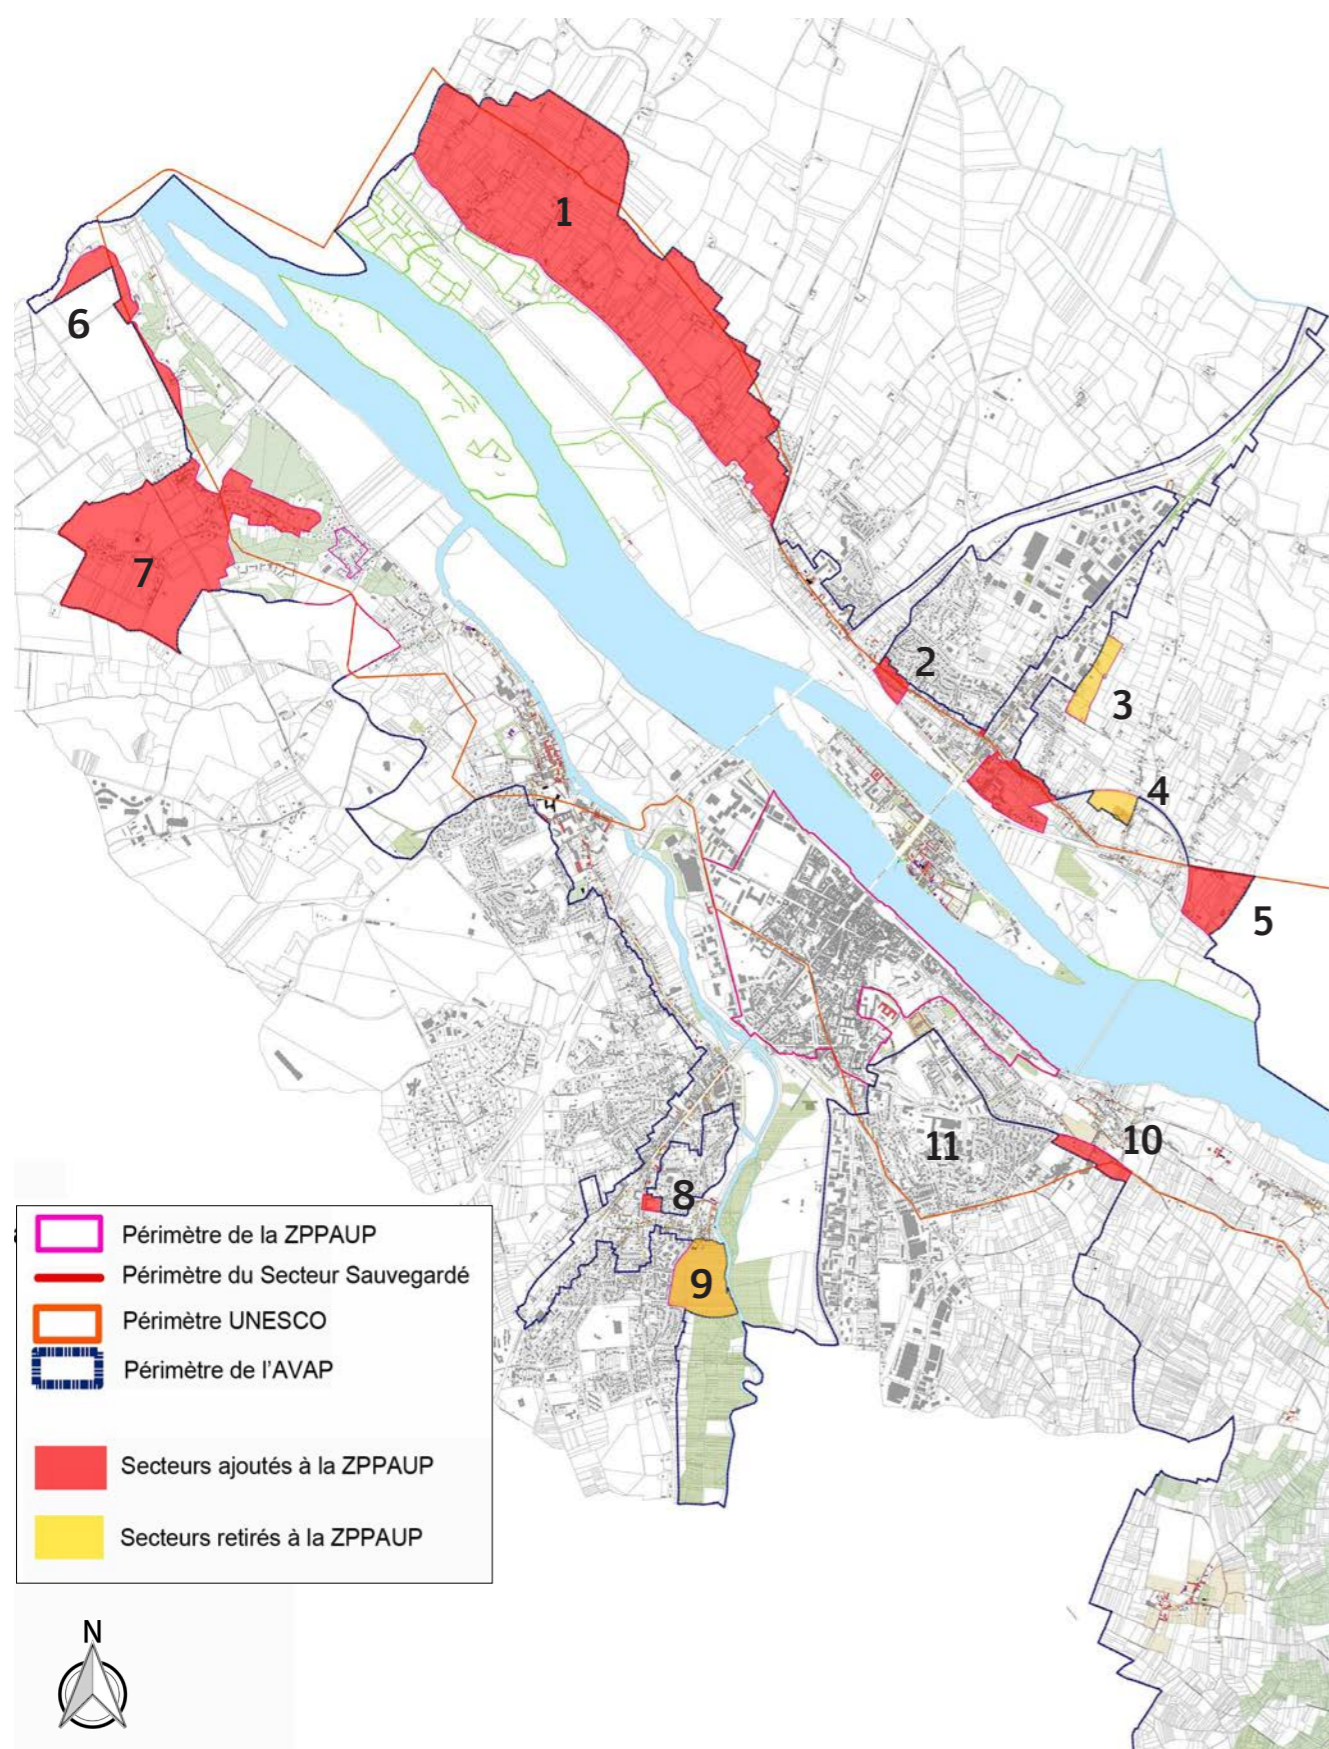 1
6
7
2
3
4
5
10
11
8
9
Périmètre de la ZPPAUP
Périmètre du Secteur Sauvegardé
Périmètre UNESCO
Périmètre de l'AVAP
Secteurs ajoutés à la ZPPAUP
Secteurs retirés à la ZPPAUP
N